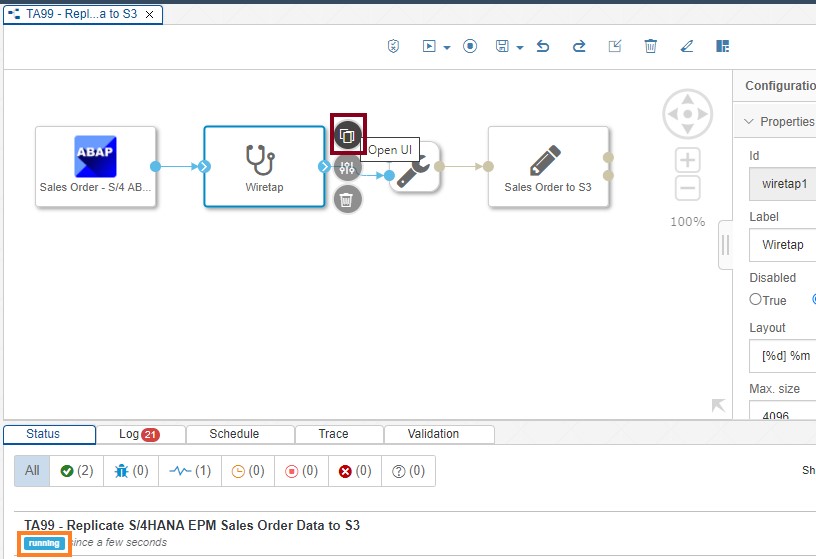 TA99 - Repl...a to S3
Configuratio
Properties
ABAP
Sales Order - S/4 AB...
Wiretap
Open UI
Sales Order to S3
100%
Id
wiretap1
Label
Wiretap
Disabled
True
Layout
[%d] %m
Max. size
4096
Status
Log 21
Schedule
Trace
Validation
All (2) (0) (1) (0) (0) (0) (0)
Sh
TA99 - Replicate S/4HANA EPM Sales Order Data to S3
running since a few seconds